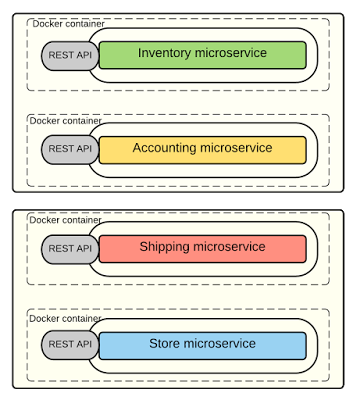 Docker container
REST API
Inventory microservice
Docker container
REST API
Accounting microservice
Docker container
REST API
Shipping microservice
Docker container
REST API
Store microservice